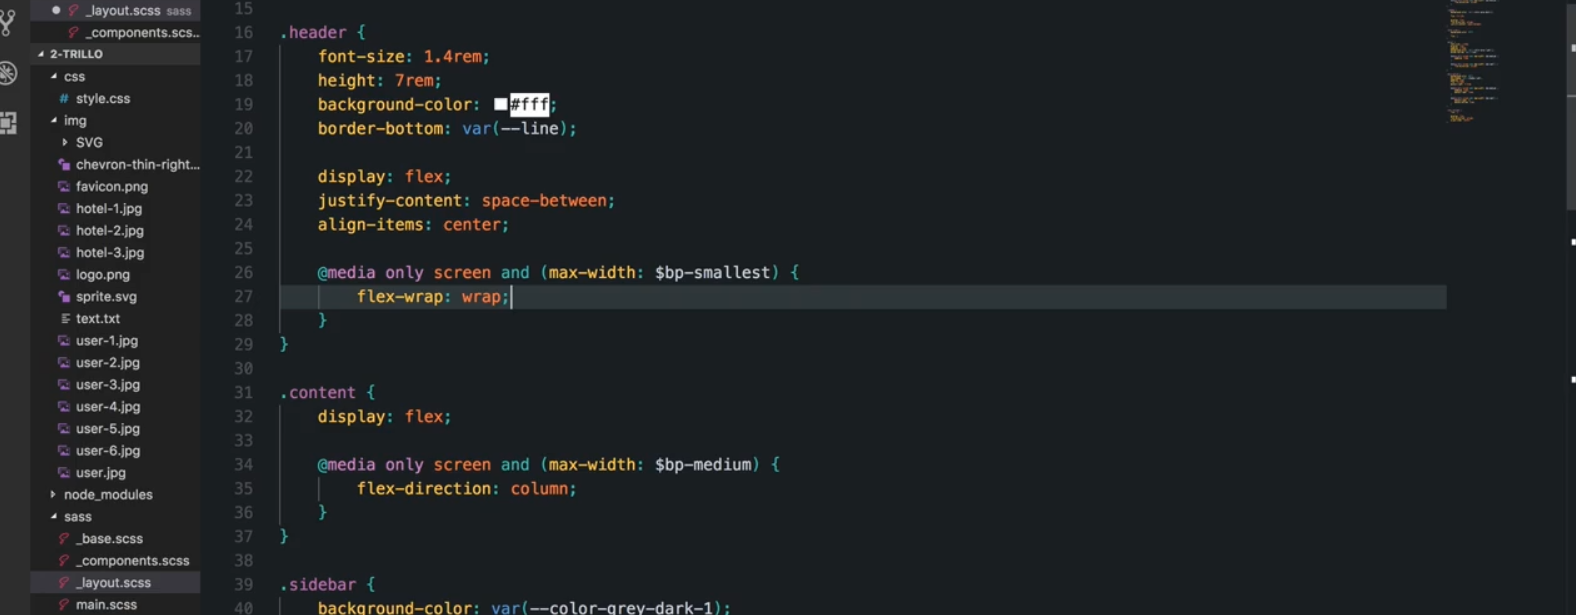 _layout.scss sass
_components.scs...
2-TRILLO
css
# style.css
img
SVG
chevron-thin-right...
favicon.png
hotel-1.jpg
hotel-2.jpg
hotel-3.jpg
logo.png
sprite.svg
text.txt
user-1.jpg
user-2.jpg
user-3.jpg
user-4.jpg
user-5.jpg
user-6.jpg
user.jpg
node_modules
sass
_base.scss
_components.scss
_layout.scss
main.scss
15
16 .header {
17 font-size: 1.4rem;
18 height: 7rem;
19 background-color: #fff;
20 border-bottom: var(--line);
21
22 display: flex;
23 justify-content: space-between;
24 align-items: center;
25
26 @media only screen and (max-width: $bp-smallest) {
27 flex-wrap: wrap;
28 }
29 }
30
31 .content {
32 display: flex;
33
34 @media only screen and (max-width: $bp-medium) {
35 flex-direction: column;
36 }
37 }
38
39 .sidebar {
40 background-color: var(--color-grey-dark-1);